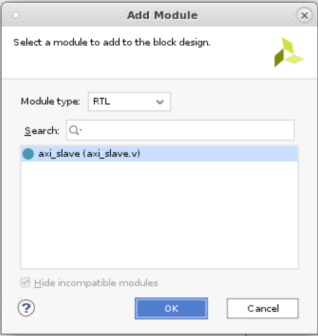 Add Module
Select a module to add to the block design.
Module type: RTL
Search: Q-
axi_slave (axi_slave.v)
Hide incompatible modules
? OK Cancel